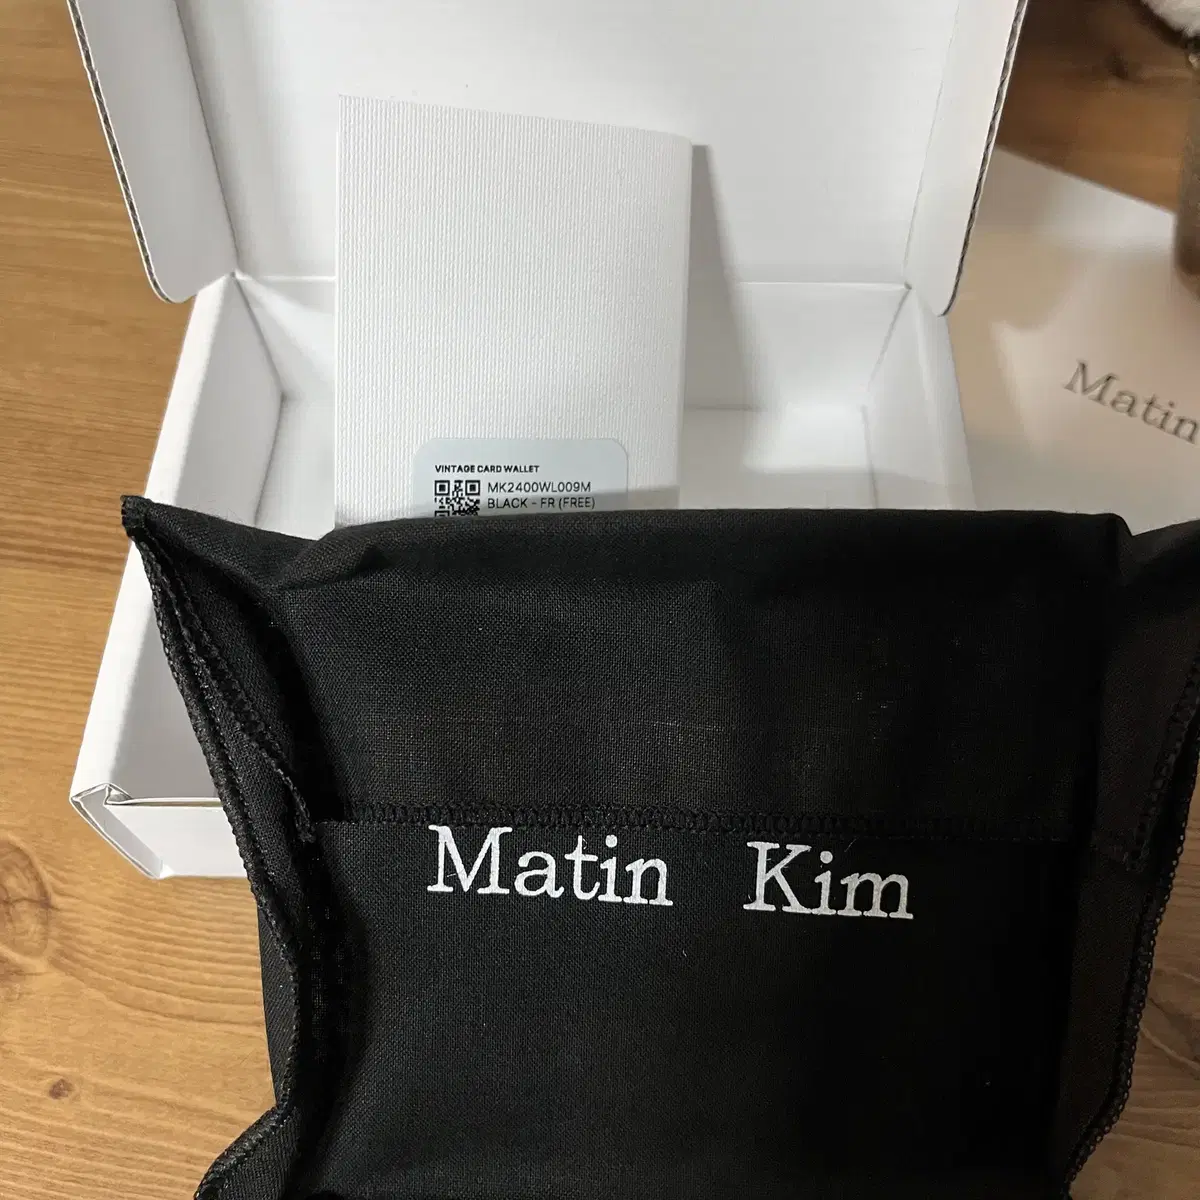 VINTAGE CARD WALLET
MK2400WL009M
BLACK - FR (FREE)
Matin
Matin Kim